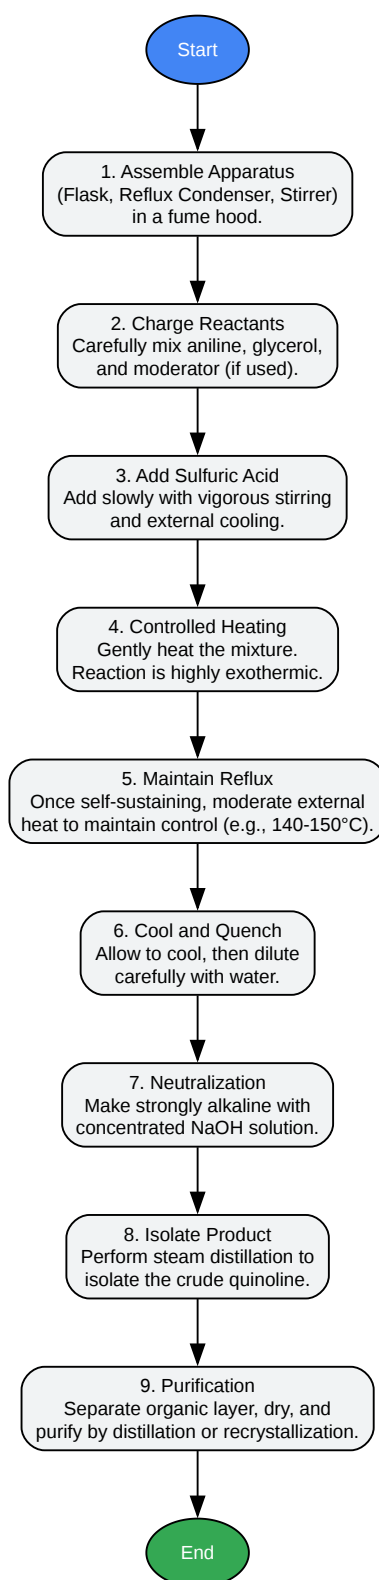 Start
1. Assemble Apparatus
(Flask, Reflux Condenser, Stirrer)
in a fume hood.
2. Charge Reactants
Carefully mix aniline, glycerol,
and moderator (if used).
3. Add Sulfuric Acid
Add slowly with vigorous stirring
and external cooling.
4. Controlled Heating
Gently heat the mixture.
Reaction is highly exothermic.
5. Maintain Reflux
Once self-sustaining, moderate external
heat to maintain control (e.g., 140-150°C).
6. Cool and Quench
Allow to cool, then dilute
carefully with water.
7. Neutralization
Make strongly alkaline with
concentrated NaOH solution.
8. Isolate Product
Perform steam distillation to
isolate the crude quinoline.
9. Purification
Separate organic layer, dry, and
purify by distillation or recrystallization.
End